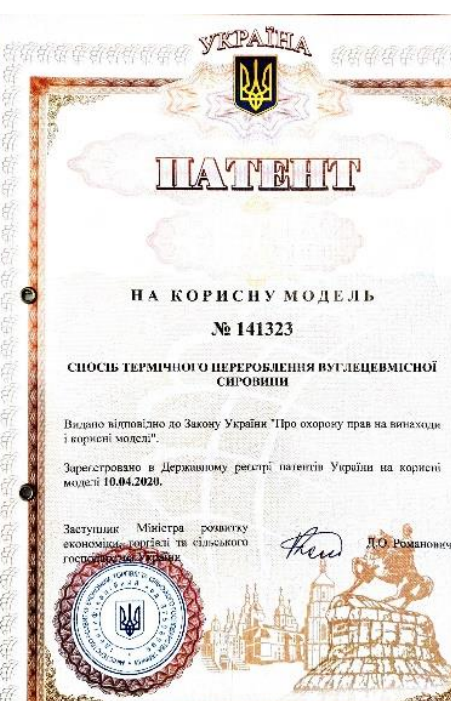 УКРАЇНА
ПАТЕНТ
НА КОРИСНУ МОДЕЛЬ
№ 141323
СПОСІБ ТЕРМІЧНОГО ПЕРЕРОБЛЕННЯ ВУГЛЕЦЕВМІСНОЇ
СИРОВИНИ
Видано відповідно до Закону України "Про охорону прав на винаходи
і корисні моделі".
Зареєстровано в Державному реєстрі патентів України на корисні
моделі 10.04.2020.
Заступник Міністра розвитку
економіки, торгівлі та сільського
господарства України
Д.О. Романович